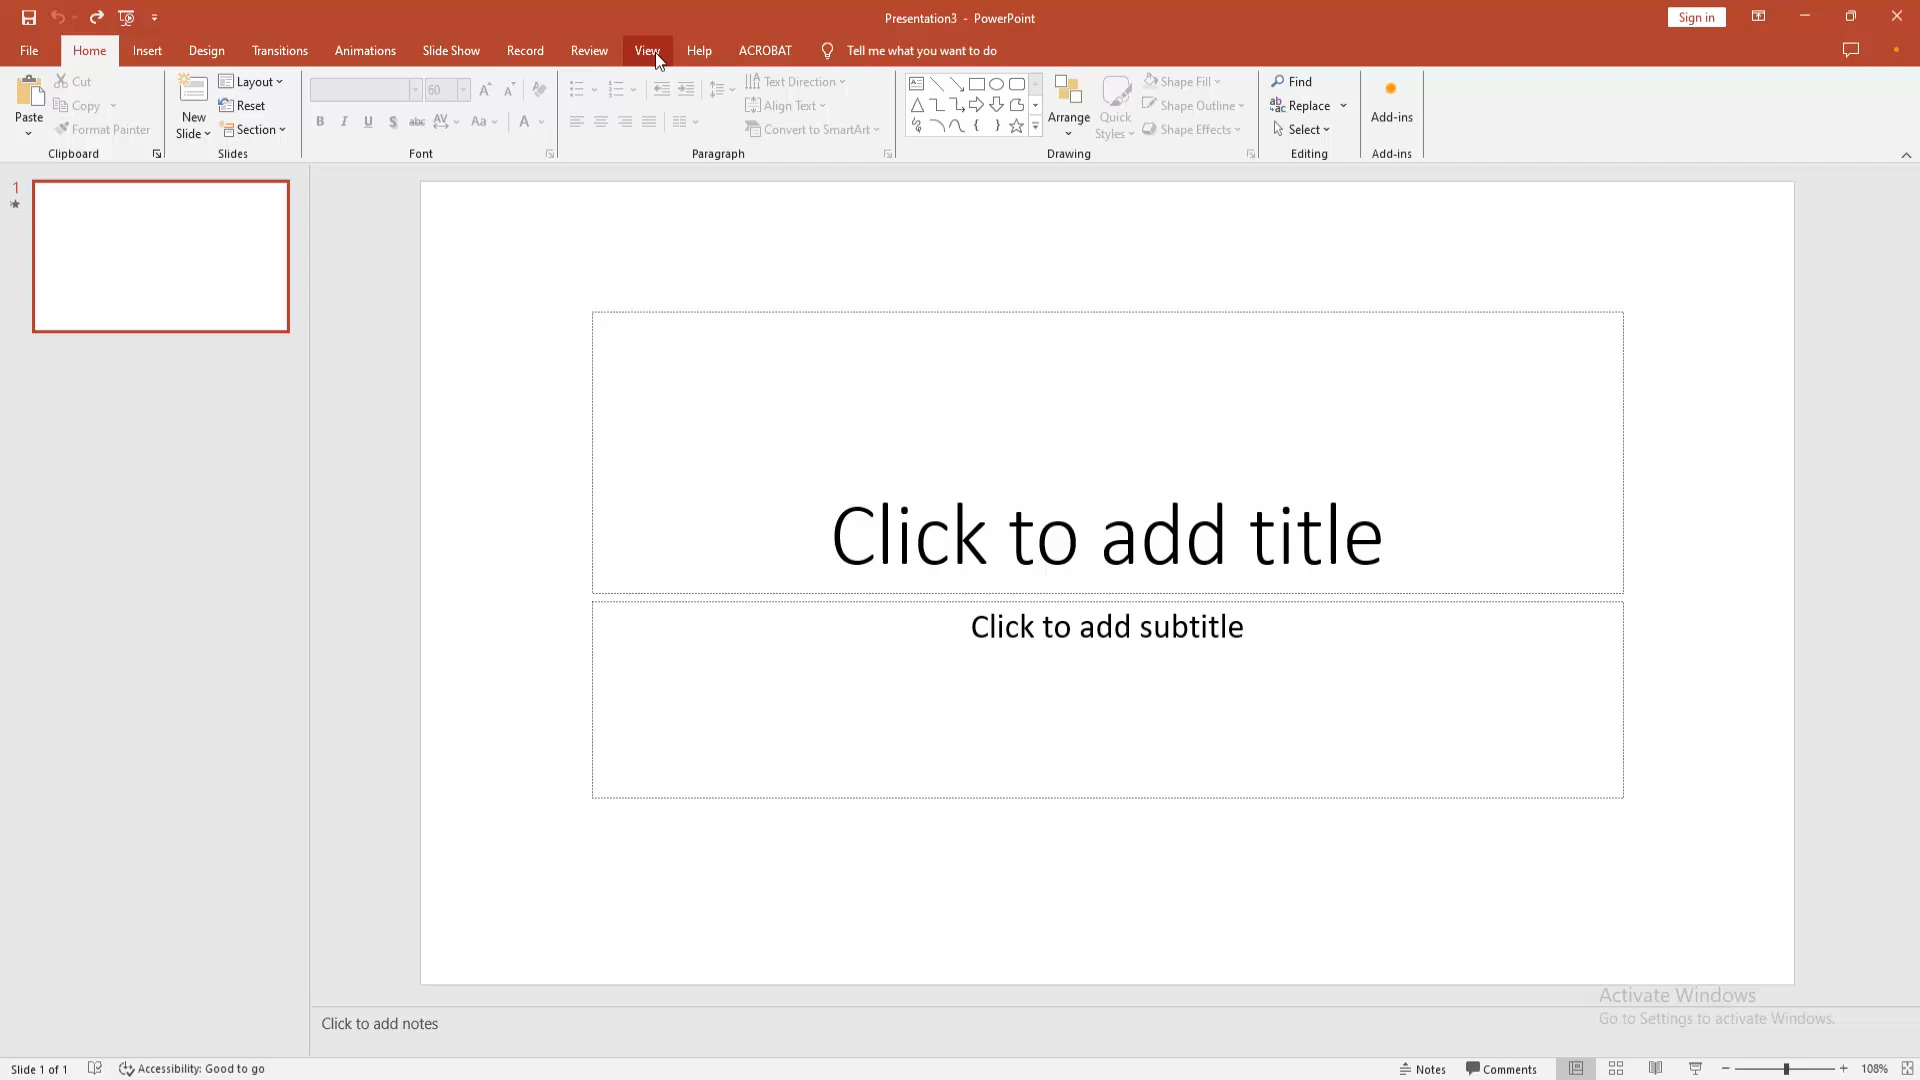 Presentation3 - PowerPoint
Sign in
File Home Insert Design Transitions Animations Slide Show Record Review View Help ACROBAT Tell me what you want to do
Paste
Cut
Copy
Format Painter
Clipboard
New Slide
Layout
Reset
Section
Slides
60
B I U S abc AV Aa A
Font
Text Direction
Align Text
Convert to SmartArt
Paragraph
Arrange
Quick Styles
Shape Fill
Shape Outline
Shape Effects
Drawing
Find
Replace
Select
Editing
Add-ins
Add-ins
1
Click to add title
Click to add subtitle
Activate Windows
Go to Settings to activate Windows.
Click to add notes
Slide 1 of 1
Accessibility: Good to go
Notes
Comments
108%